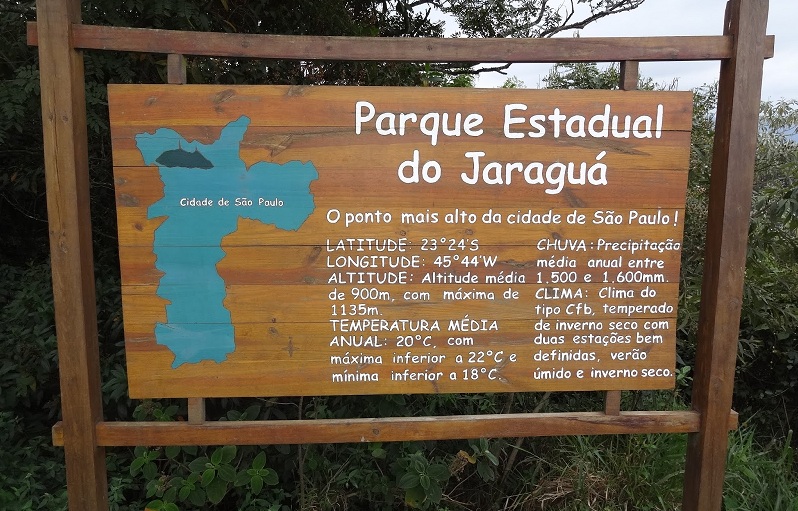 Parque Estadual
do Jaraguá
Cidade de São Paulo
O ponto mais alto da cidade de São Paulo!
LATITUDE: 23°24'S
LONGITUDE: 45°44'W
ALTITUDE: Altitude média
de 900m, com máxima de
1135m.
TEMPERATURA MÉDIA
ANUAL: 20°C, com
máxima inferior a 22°C e
mínima inferior a 18°C.
CHUVA: Precipitação
média anual entre
1,500 e 1,600mm.
CLIMA: Clima do
tipo Cfb, temperado
de inverno seco com
duas estações bem
definidas, verão
úmido e inverno seco.